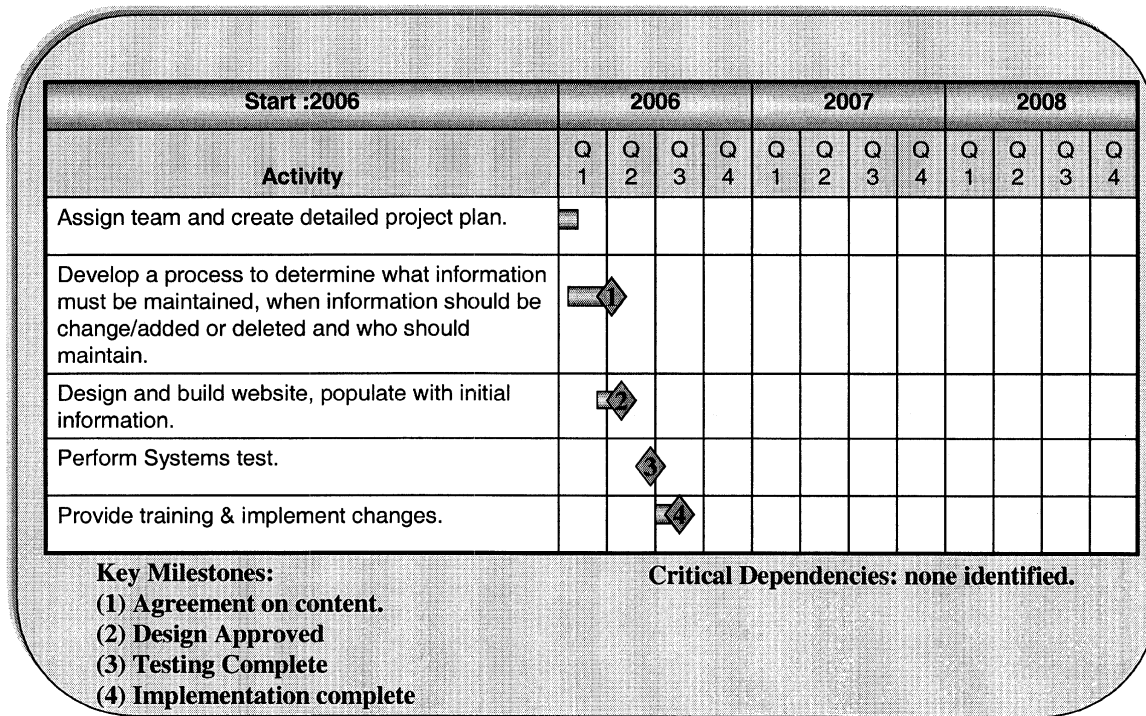 Start :2006
2006
2007
2008
Activity
Q 1
Q 2
Q 3
Q 4
Q 1
Q 2
Q 3
Q 4
Q 1
Q 2
Q 3
Q 4
Assign team and create detailed project plan.
Develop a process to determine what information
must be maintained, when information should be
change/added or deleted and who should
maintain.
1
Design and build website, populate with initial
information.
2
Perform Systems test.
3
Provide training & implement changes.
4
Key Milestones:
(1) Agreement on content.
(2) Design Approved
(3) Testing Complete
(4) Implementation complete
Critical Dependencies: none identified.